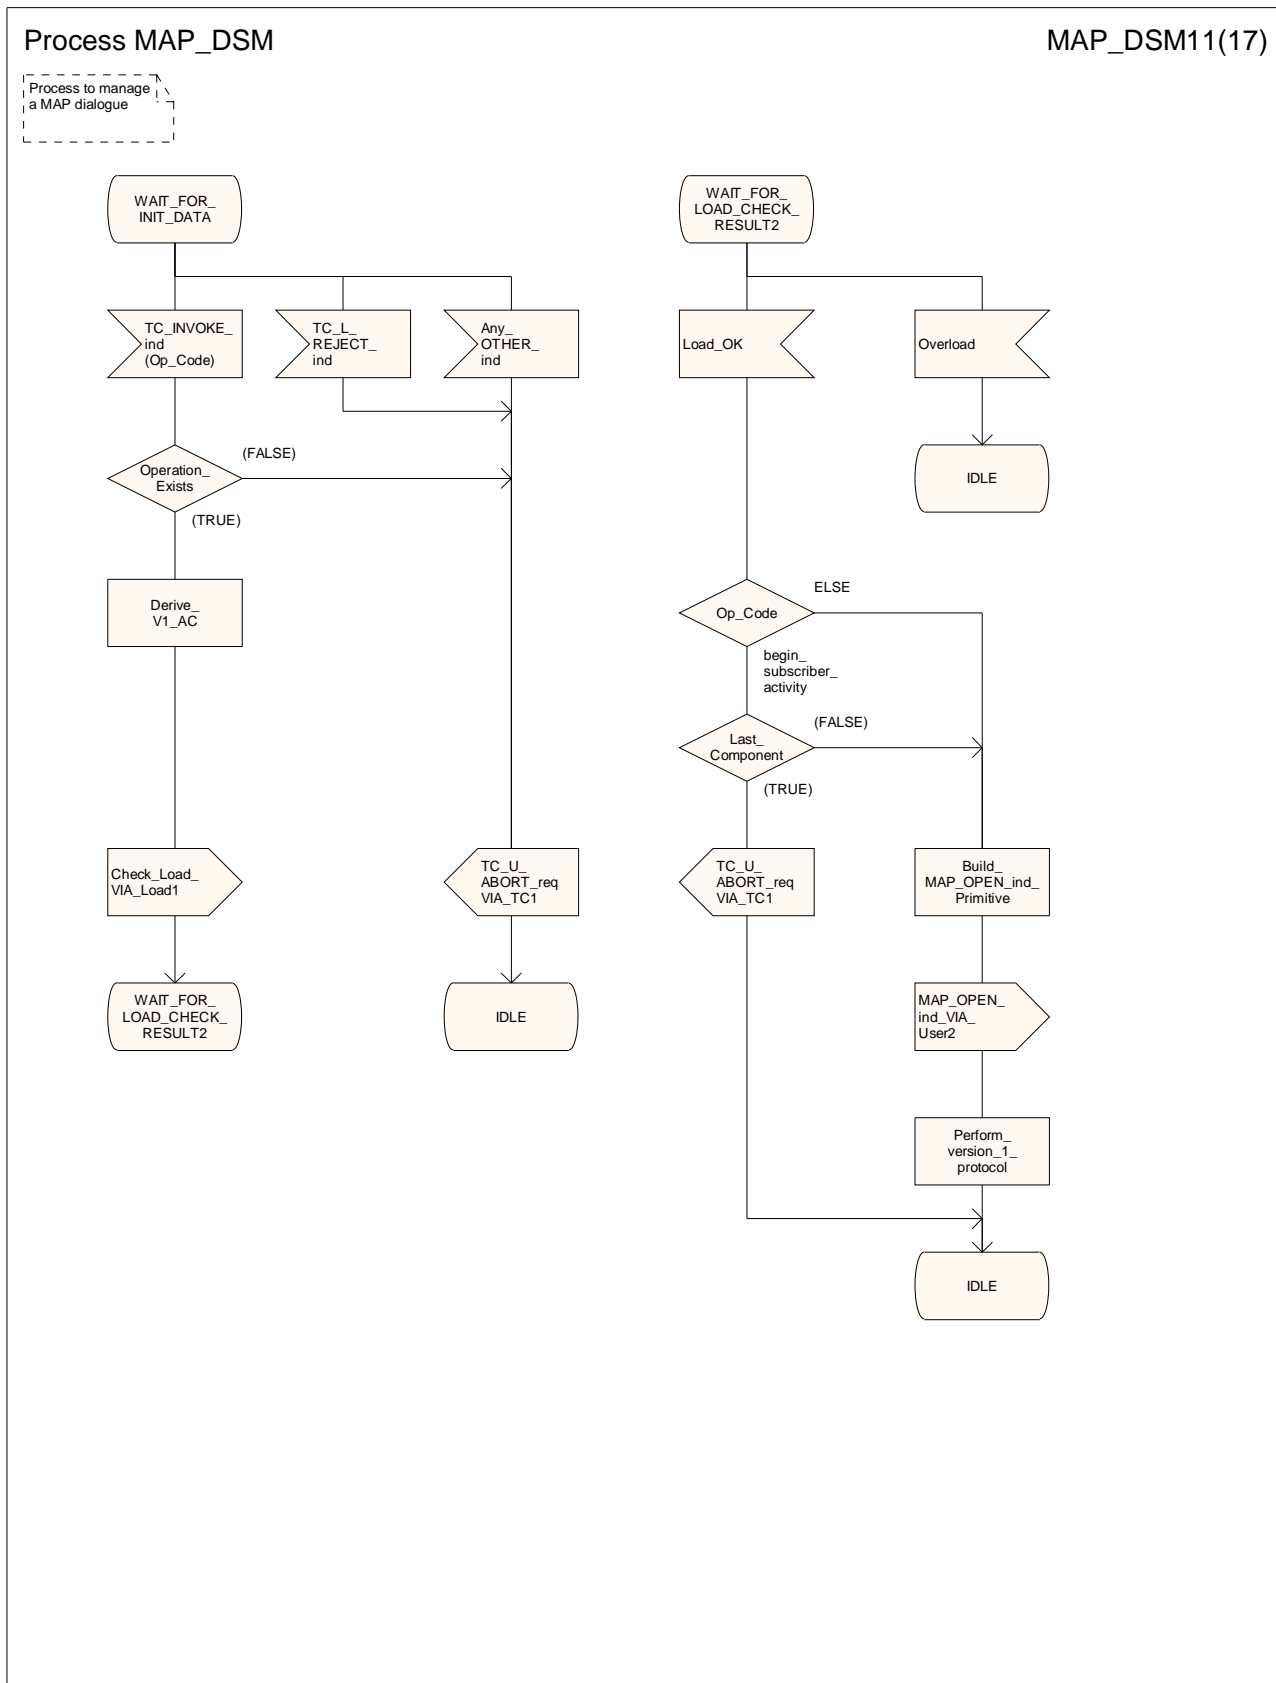 Process MAP_DSM
MAP_DSM11(17)
Process to manage
a MAP dialogue
WAIT_FOR_
INIT_DATA
TC_INVOKE_
ind
(Op_Code)
TC_L_
REJECT_
ind
Any_
OTHER_
ind
Operation_
Exists
(FALSE)
(TRUE)
Derive_
V1_AC
Check_Load_
VIA_Load1
TC_U_
ABORT_req
VIA_TC1
WAIT_FOR_
LOAD_CHECK_
RESULT2
IDLE
WAIT_FOR_
LOAD_CHECK_
RESULT2
Load_OK
Overload
IDLE
Op_Code
ELSE
begin_
subscriber_
activity
Last_
Component
(FALSE)
(TRUE)
TC_U_
ABORT_req
VIA_TC1
Build_
MAP_OPEN_ind_
Primitive
MAP_OPEN_
ind_VIA_
User2
Perform_
version_1_
protocol
IDLE